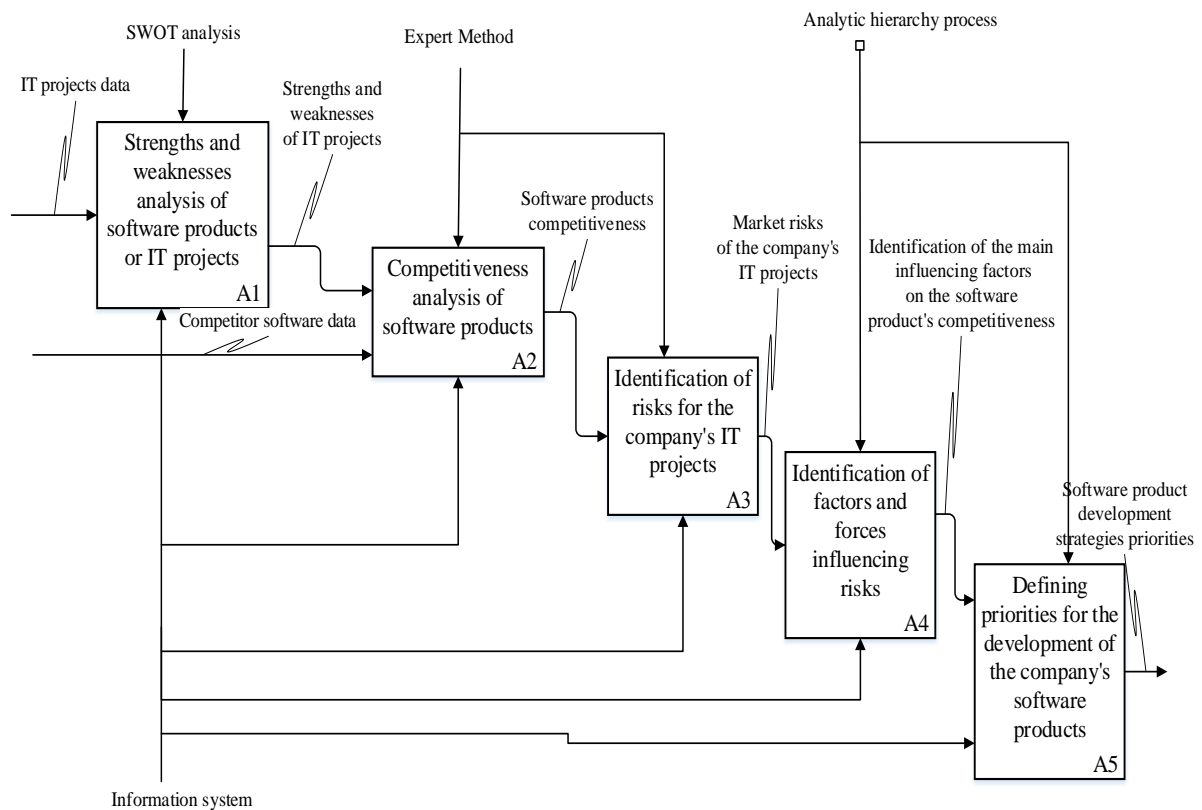 SWOT analysis
Expert Method
Analytic hierarchy process
IT projects data
Strengths and
weaknesses
of IT projects
Strengths and
weaknesses
analysis of
software products
or IT projects
A1
Software products
competitiveness
Market risks
of the company's
IT projects
Identification of the main
influencing factors
on the software
product's competitiveness
Competitor software data
Competitiveness
analysis of
software products
A2
Identification of
risks for the
company's IT
projects
A3
Identification of
factors and
forces
influencing
risks
A4
Software product
development
strategies priorities
Defining
priorities for the
development of
the company's
software
products
A5
Information system